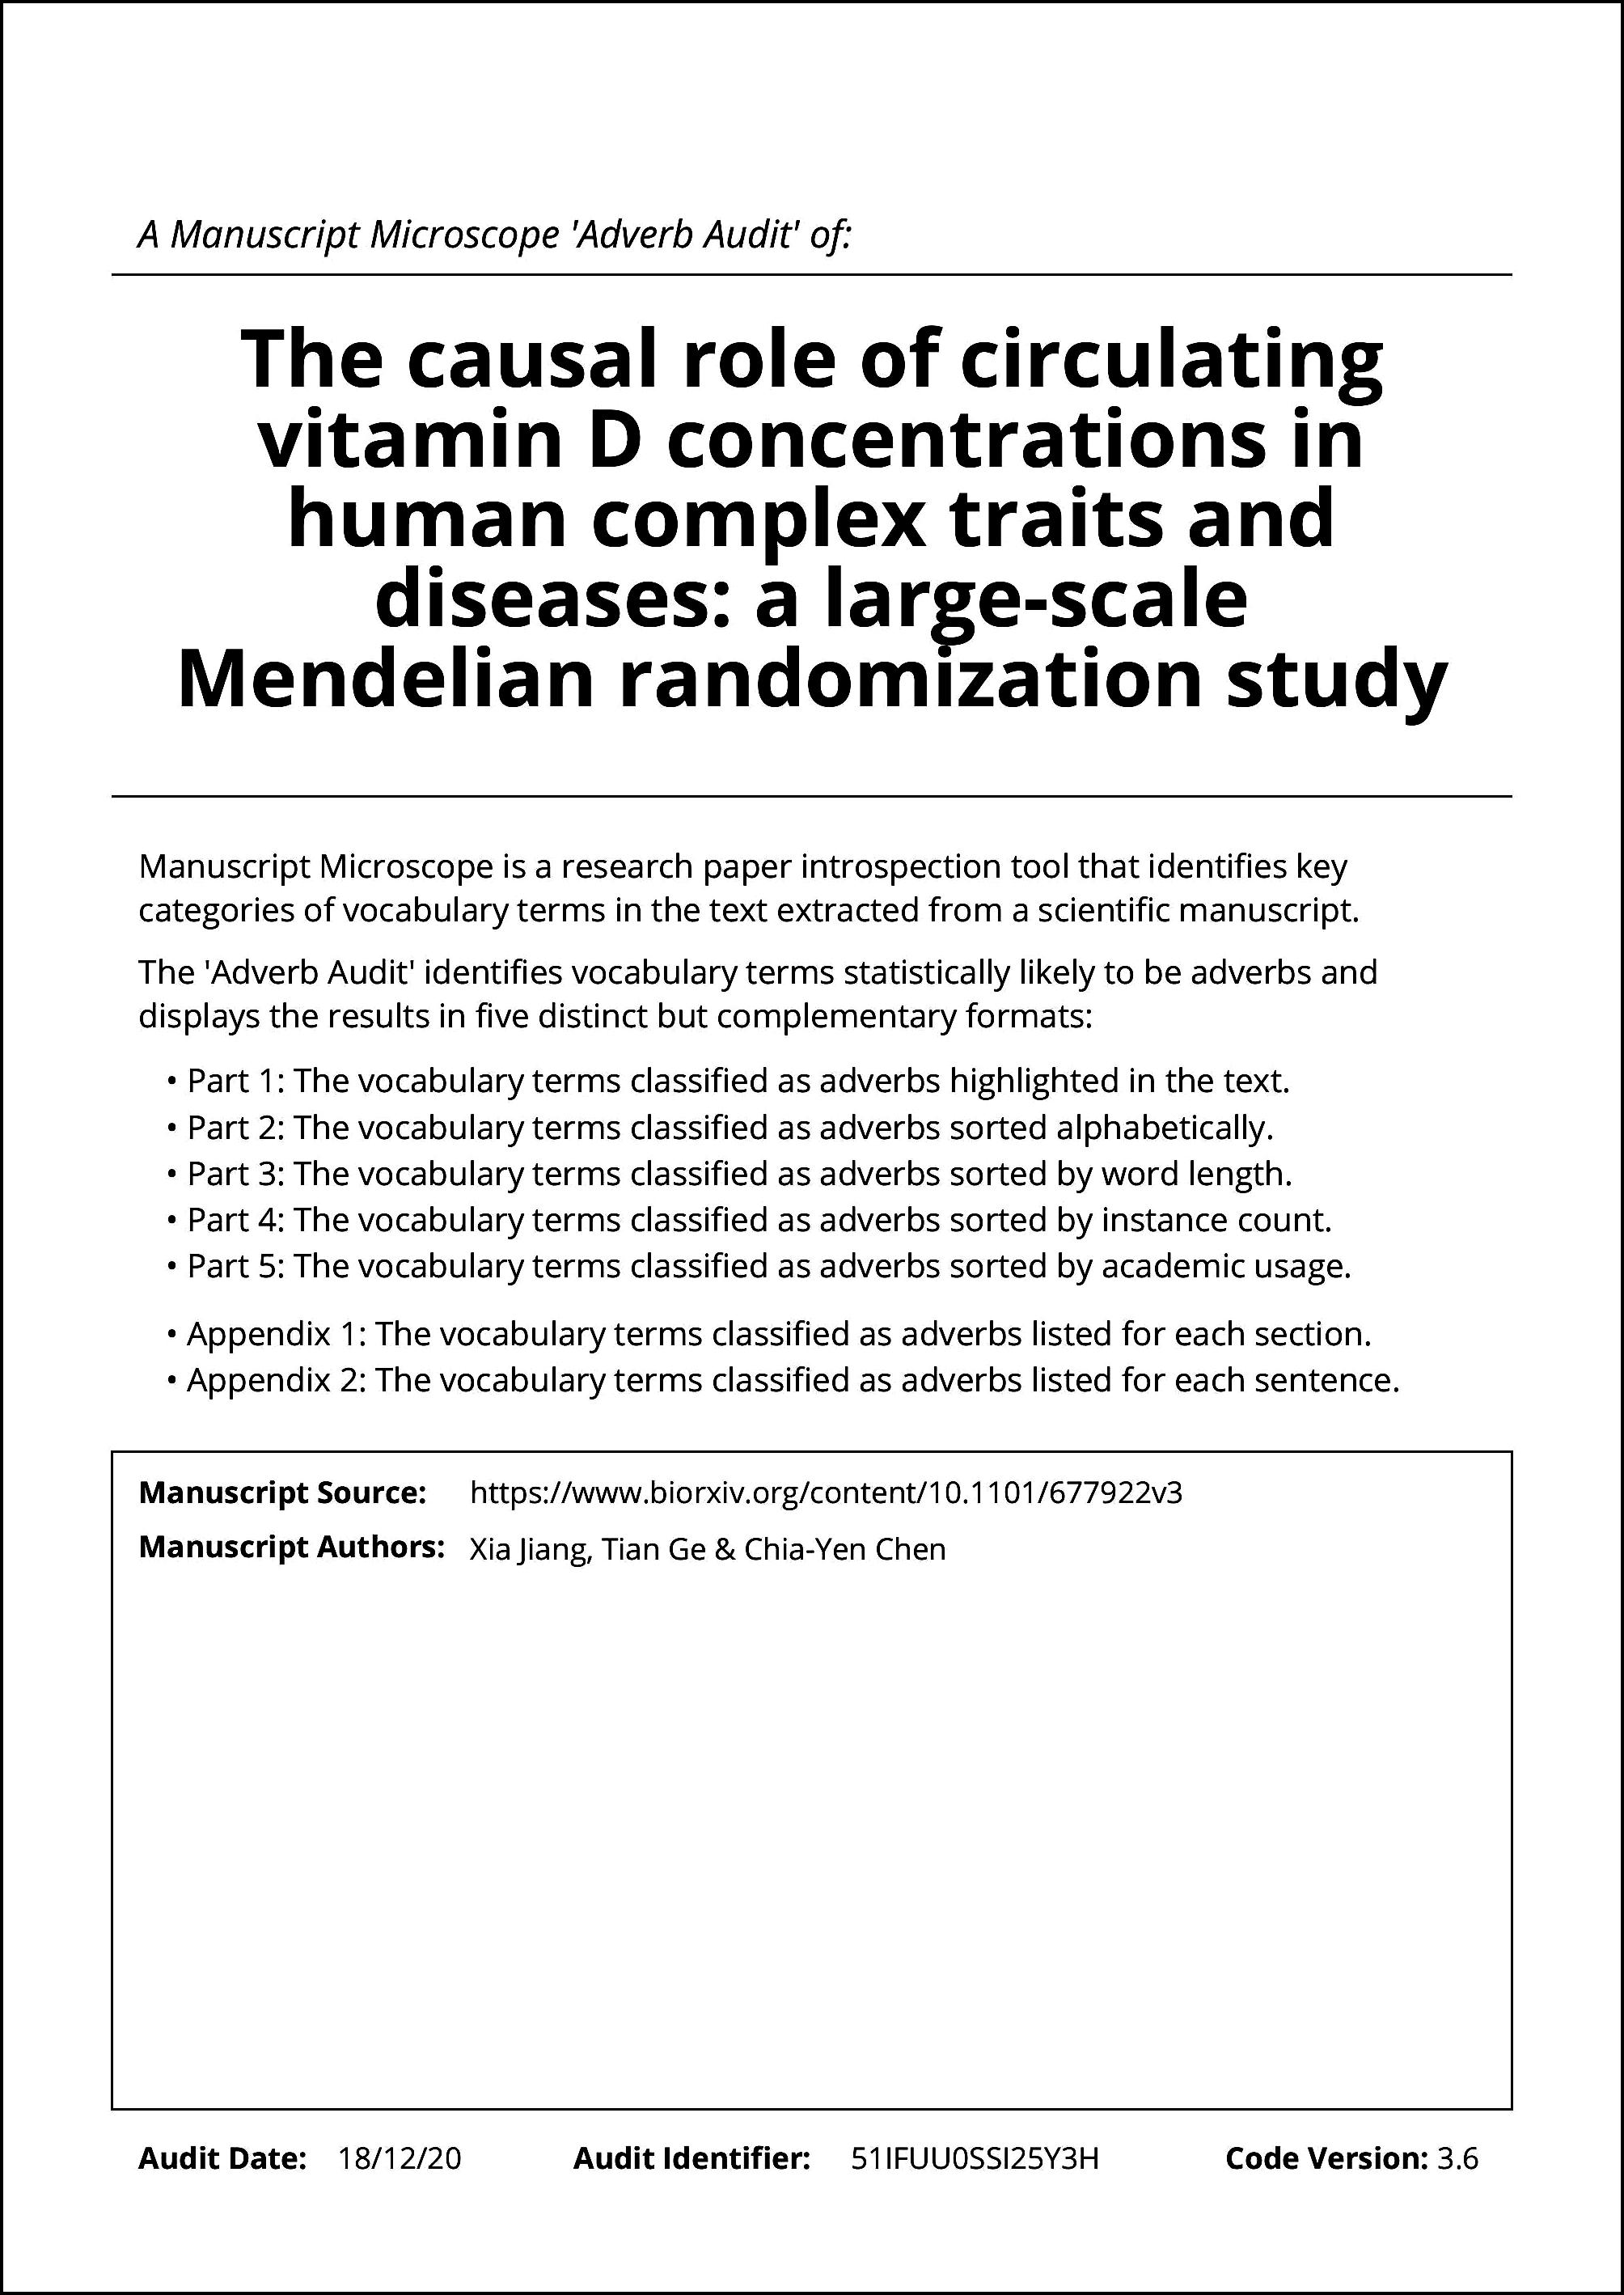 A Manuscript Microscope 'Adverb Audit' of:
The causal role of circulating
vitamin D concentrations in
human complex traits and
diseases: a large-scale
Mendelian randomization study
Manuscript Microscope is a research paper introspection tool that identifies key
categories of vocabulary terms in the text extracted from a scientific manuscript.
The 'Adverb Audit' identifies vocabulary terms statistically likely to be adverbs and
displays the results in five distinct but complementary formats:
• Part 1: The vocabulary terms classified as adverbs highlighted in the text.
• Part 2: The vocabulary terms classified as adverbs sorted alphabetically.
• Part 3: The vocabulary terms classified as adverbs sorted by word length.
• Part 4: The vocabulary terms classified as adverbs sorted by instance count.
• Part 5: The vocabulary terms classified as adverbs sorted by academic usage.
• Appendix 1: The vocabulary terms classified as adverbs listed for each section.
• Appendix 2: The vocabulary terms classified as adverbs listed for each sentence.
Manuscript Source: https://www.biorxiv.org/content/10.1101/677922v3
Manuscript Authors: Xia Jiang, Tian Ge & Chia-Yen Chen
Audit Date: 18/12/20 Audit Identifier: 51IFUU0SSI25Y3H Code Version: 3.6